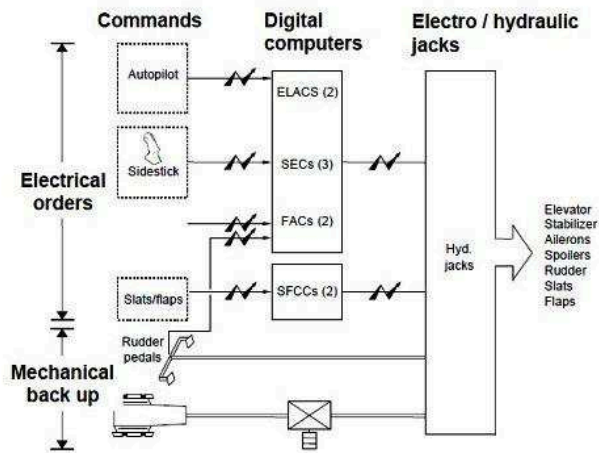 Commands
Digital
computers
Electro / hydraulic
jacks
Autopilot
ELACS (2)
Sidestick
SECs (3)
Electrical
orders
FACs (2)
Hyd.
jacks
Elevator
Stabilizer
Ailerons
Spoilers
Rudder
Slats
Flaps
Slats/flaps
SFCCs (2)
Rudder
pedals
Mechanical
back up